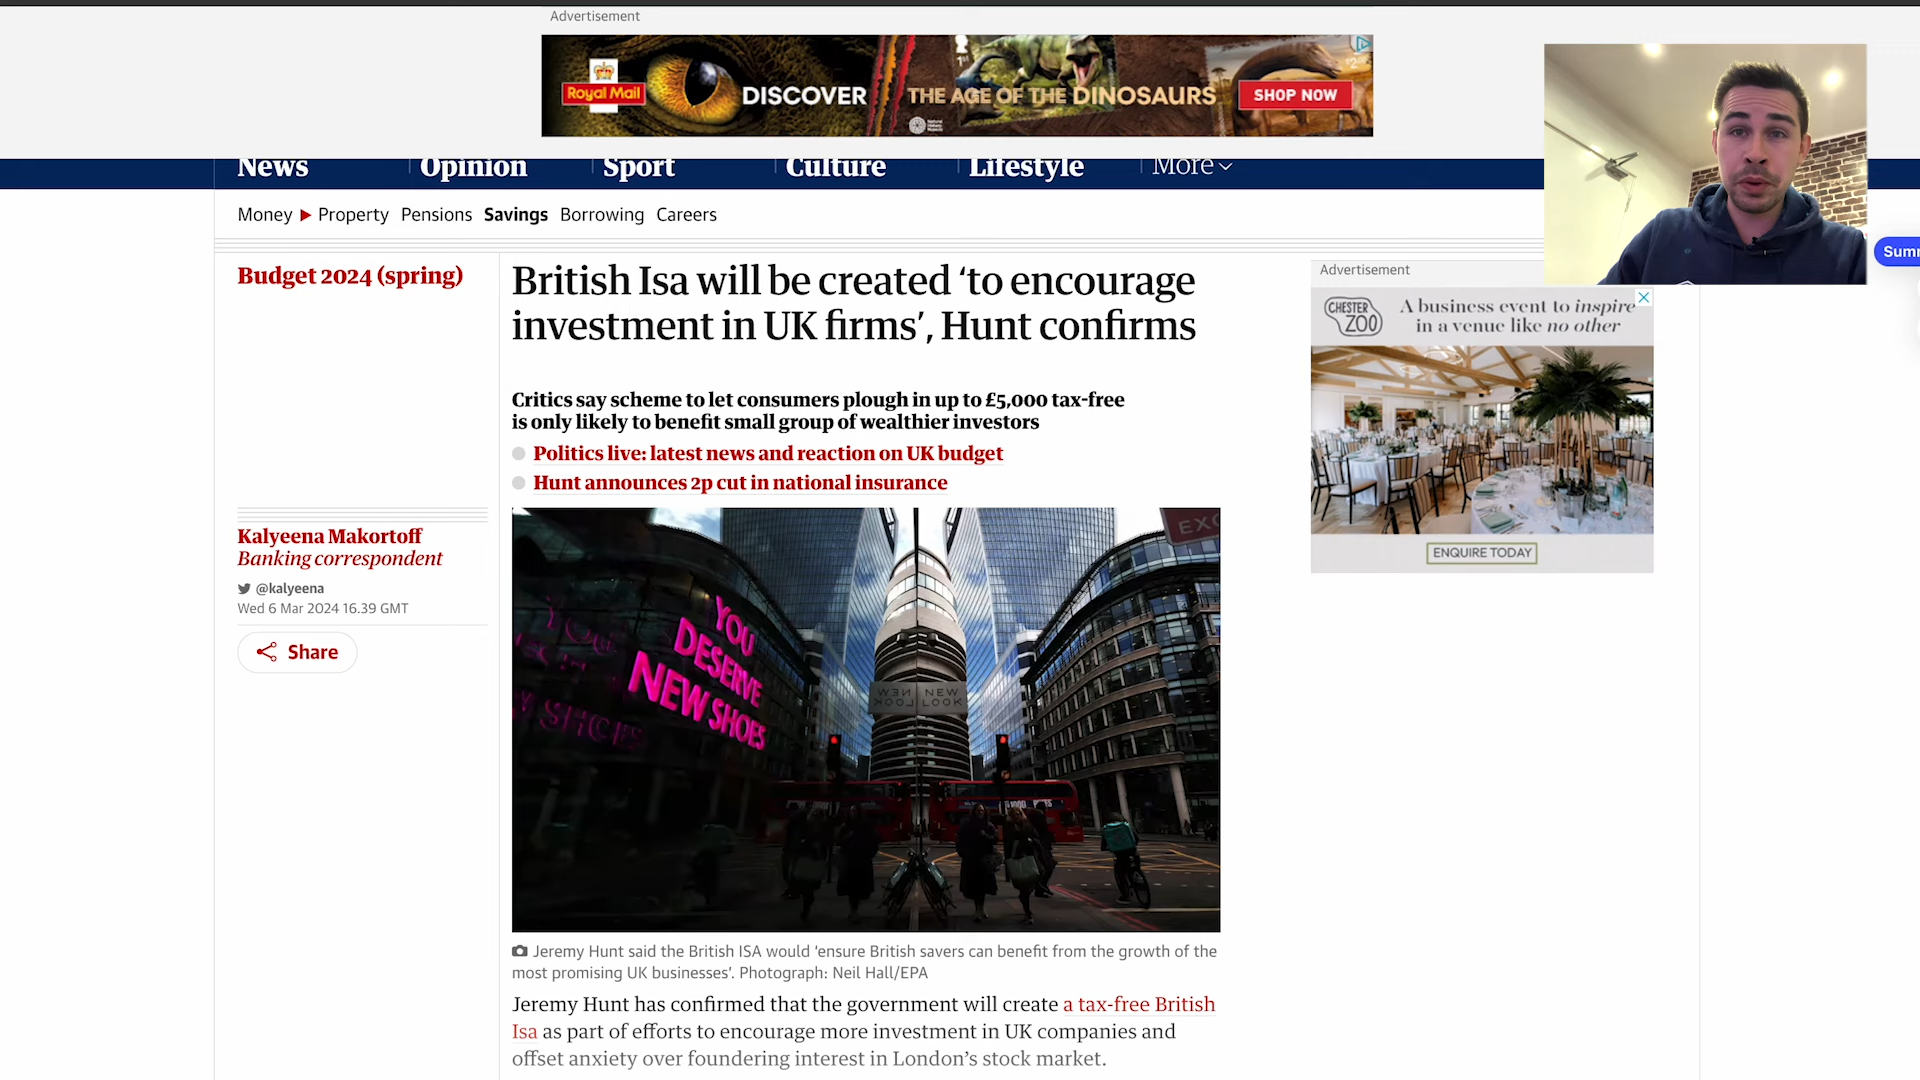 Advertisement
Royal Mail
DISCOVER
THE AGE OF THE DINOSAURS
SHOP NOW
News
Opinion
Sport
Culture
Lifestyle
More
Money
Property
Pensions
Savings
Borrowing
Careers
Summ
Budget 2024 (spring)
British Isa will be created ‘to encourage
investment in UK firms’, Hunt confirms
Critics say scheme to let consumers plough in up to £5,000 tax-free
is only likely to benefit small group of wealthier investors
Politics live: latest news and reaction on UK budget
Hunt announces 2p cut in national insurance
Kalyeena Makortoff
Banking correspondent
@kalyeena
Wed 6 Mar 2024 16.39 GMT
Share
Advertisement
CHESTER
ZOO
A business event to inspire
in a venue like no other
ENQUIRE TODAY
YOU
DESERVE
NEW SHOES
NEW
LOOK
Jeremy Hunt said the British ISA would ‘ensure British savers can benefit from the growth of the
most promising UK businesses’. Photograph: Neil Hall/EPA
Jeremy Hunt has confirmed that the government will create a tax-free British
Isa as part of efforts to encourage more investment in UK companies and
offset anxiety over foundering interest in London’s stock market.